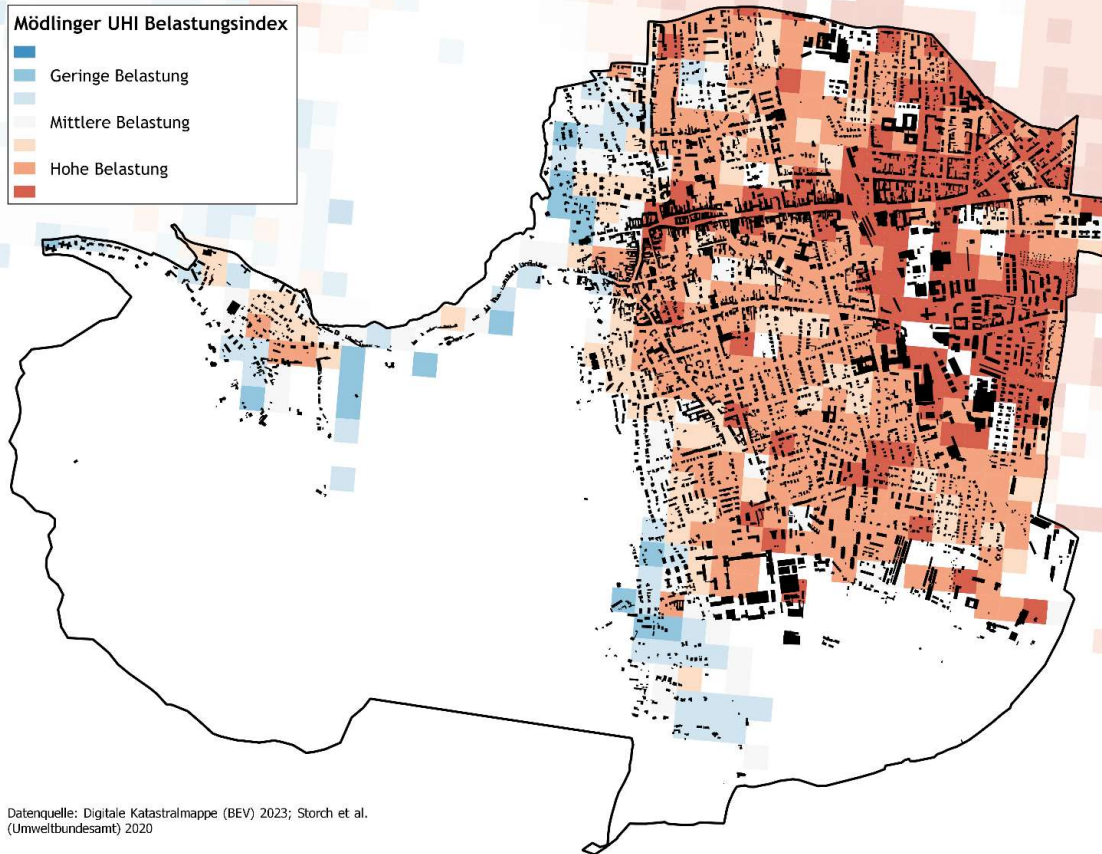 Mödlinger UHI Belastungsindex
Geringe Belastung
Mittlere Belastung
Hohe Belastung
Datenquelle: Digitale Katastralmappe (BEV) 2023; Storch et al.
(Umweltbundesamt) 2020